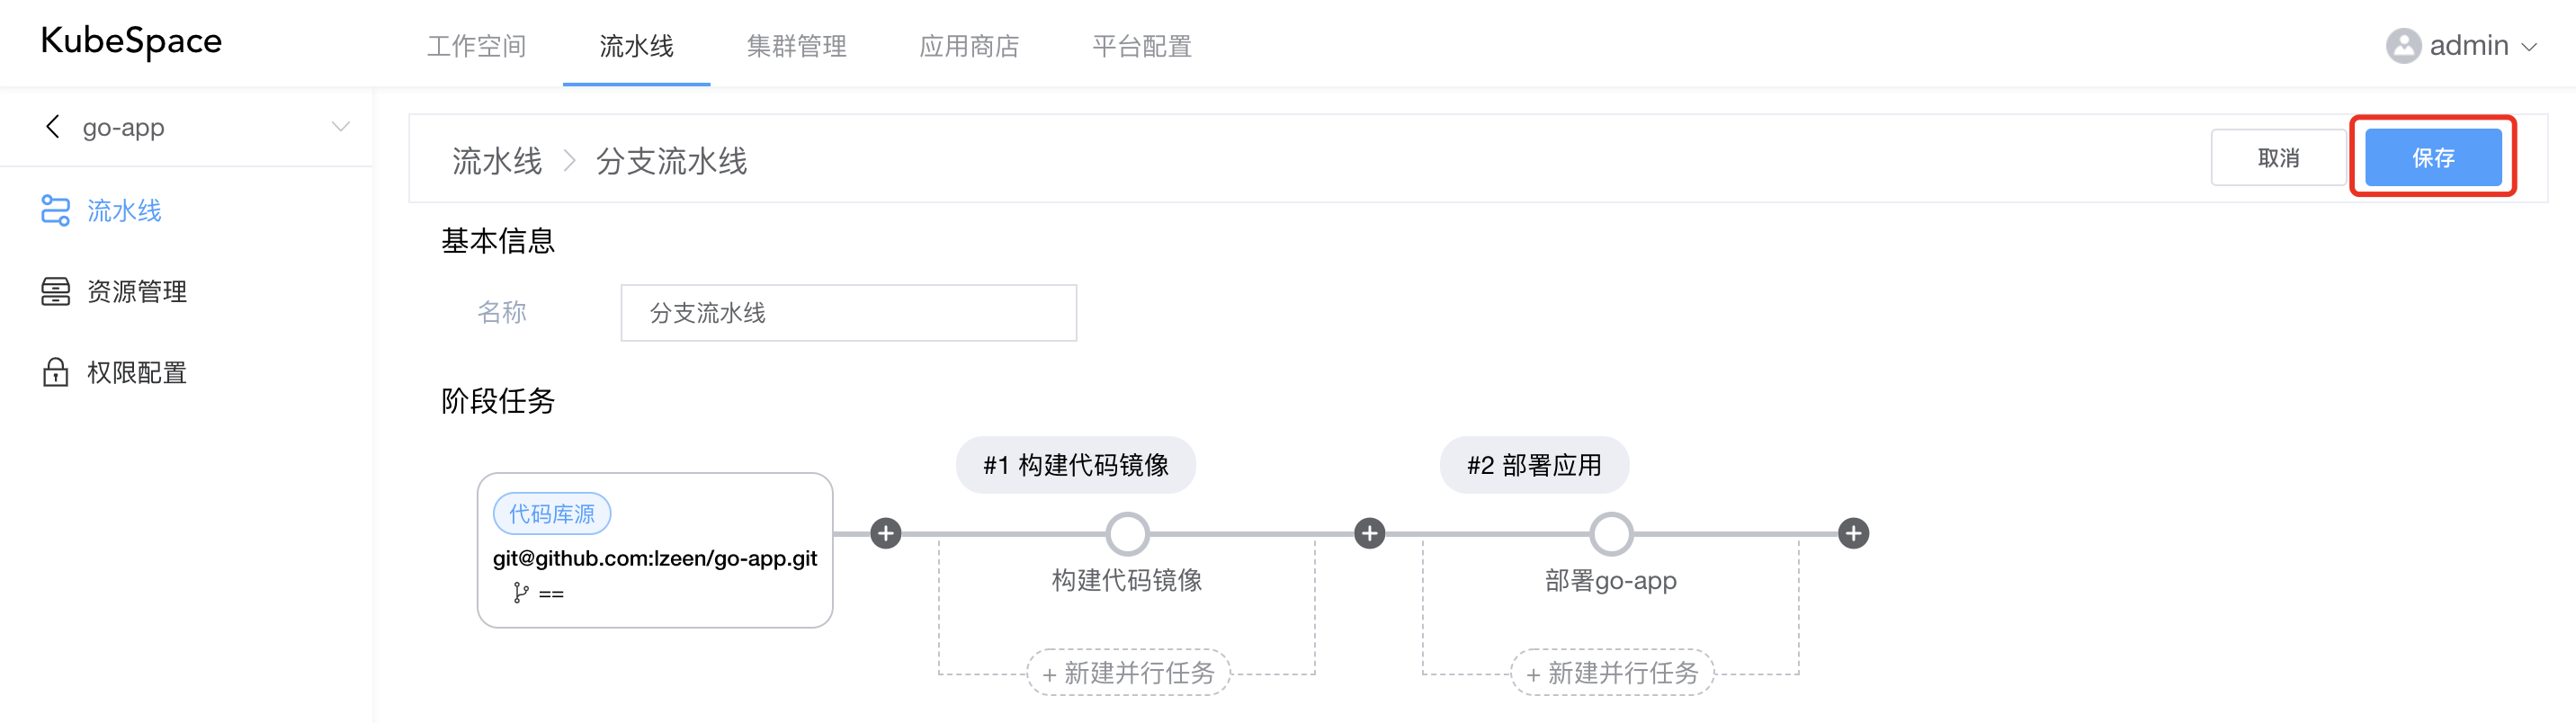 KubeSpace
工作空间
流水线
集群管理
应用商店
平台配置
admin
go-app
流水线
资源管理
权限配置
流水线 > 分支流水线
取消
保存
基本信息
名称
分支流水线
阶段任务
代码库源
git@github.com:lzeen/go-app.git
==
#1 构建代码镜像
构建代码镜像
+ 新建并行任务
#2 部署应用
部署go-app
+ 新建并行任务